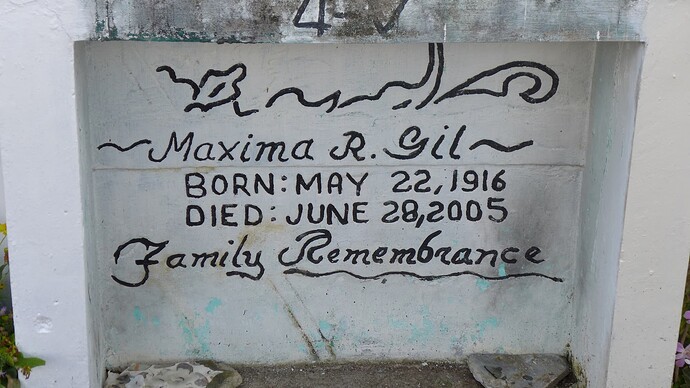 ~Maxima R. Gil~
BORN: MAY 22, 1916
DIED: JUNE 28, 2005
Family Remembrance